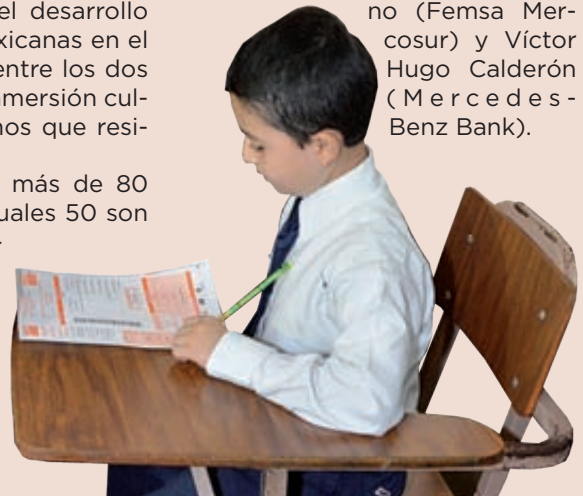 el desarrollo
xicanas en el
entre los dos
nmersión cul-
nos que resi-
más de 80
uales 50 son
no (Femsa Mer-
cosur) y Víctor
Hugo Calderón
(Mercedes-
Benz Bank).